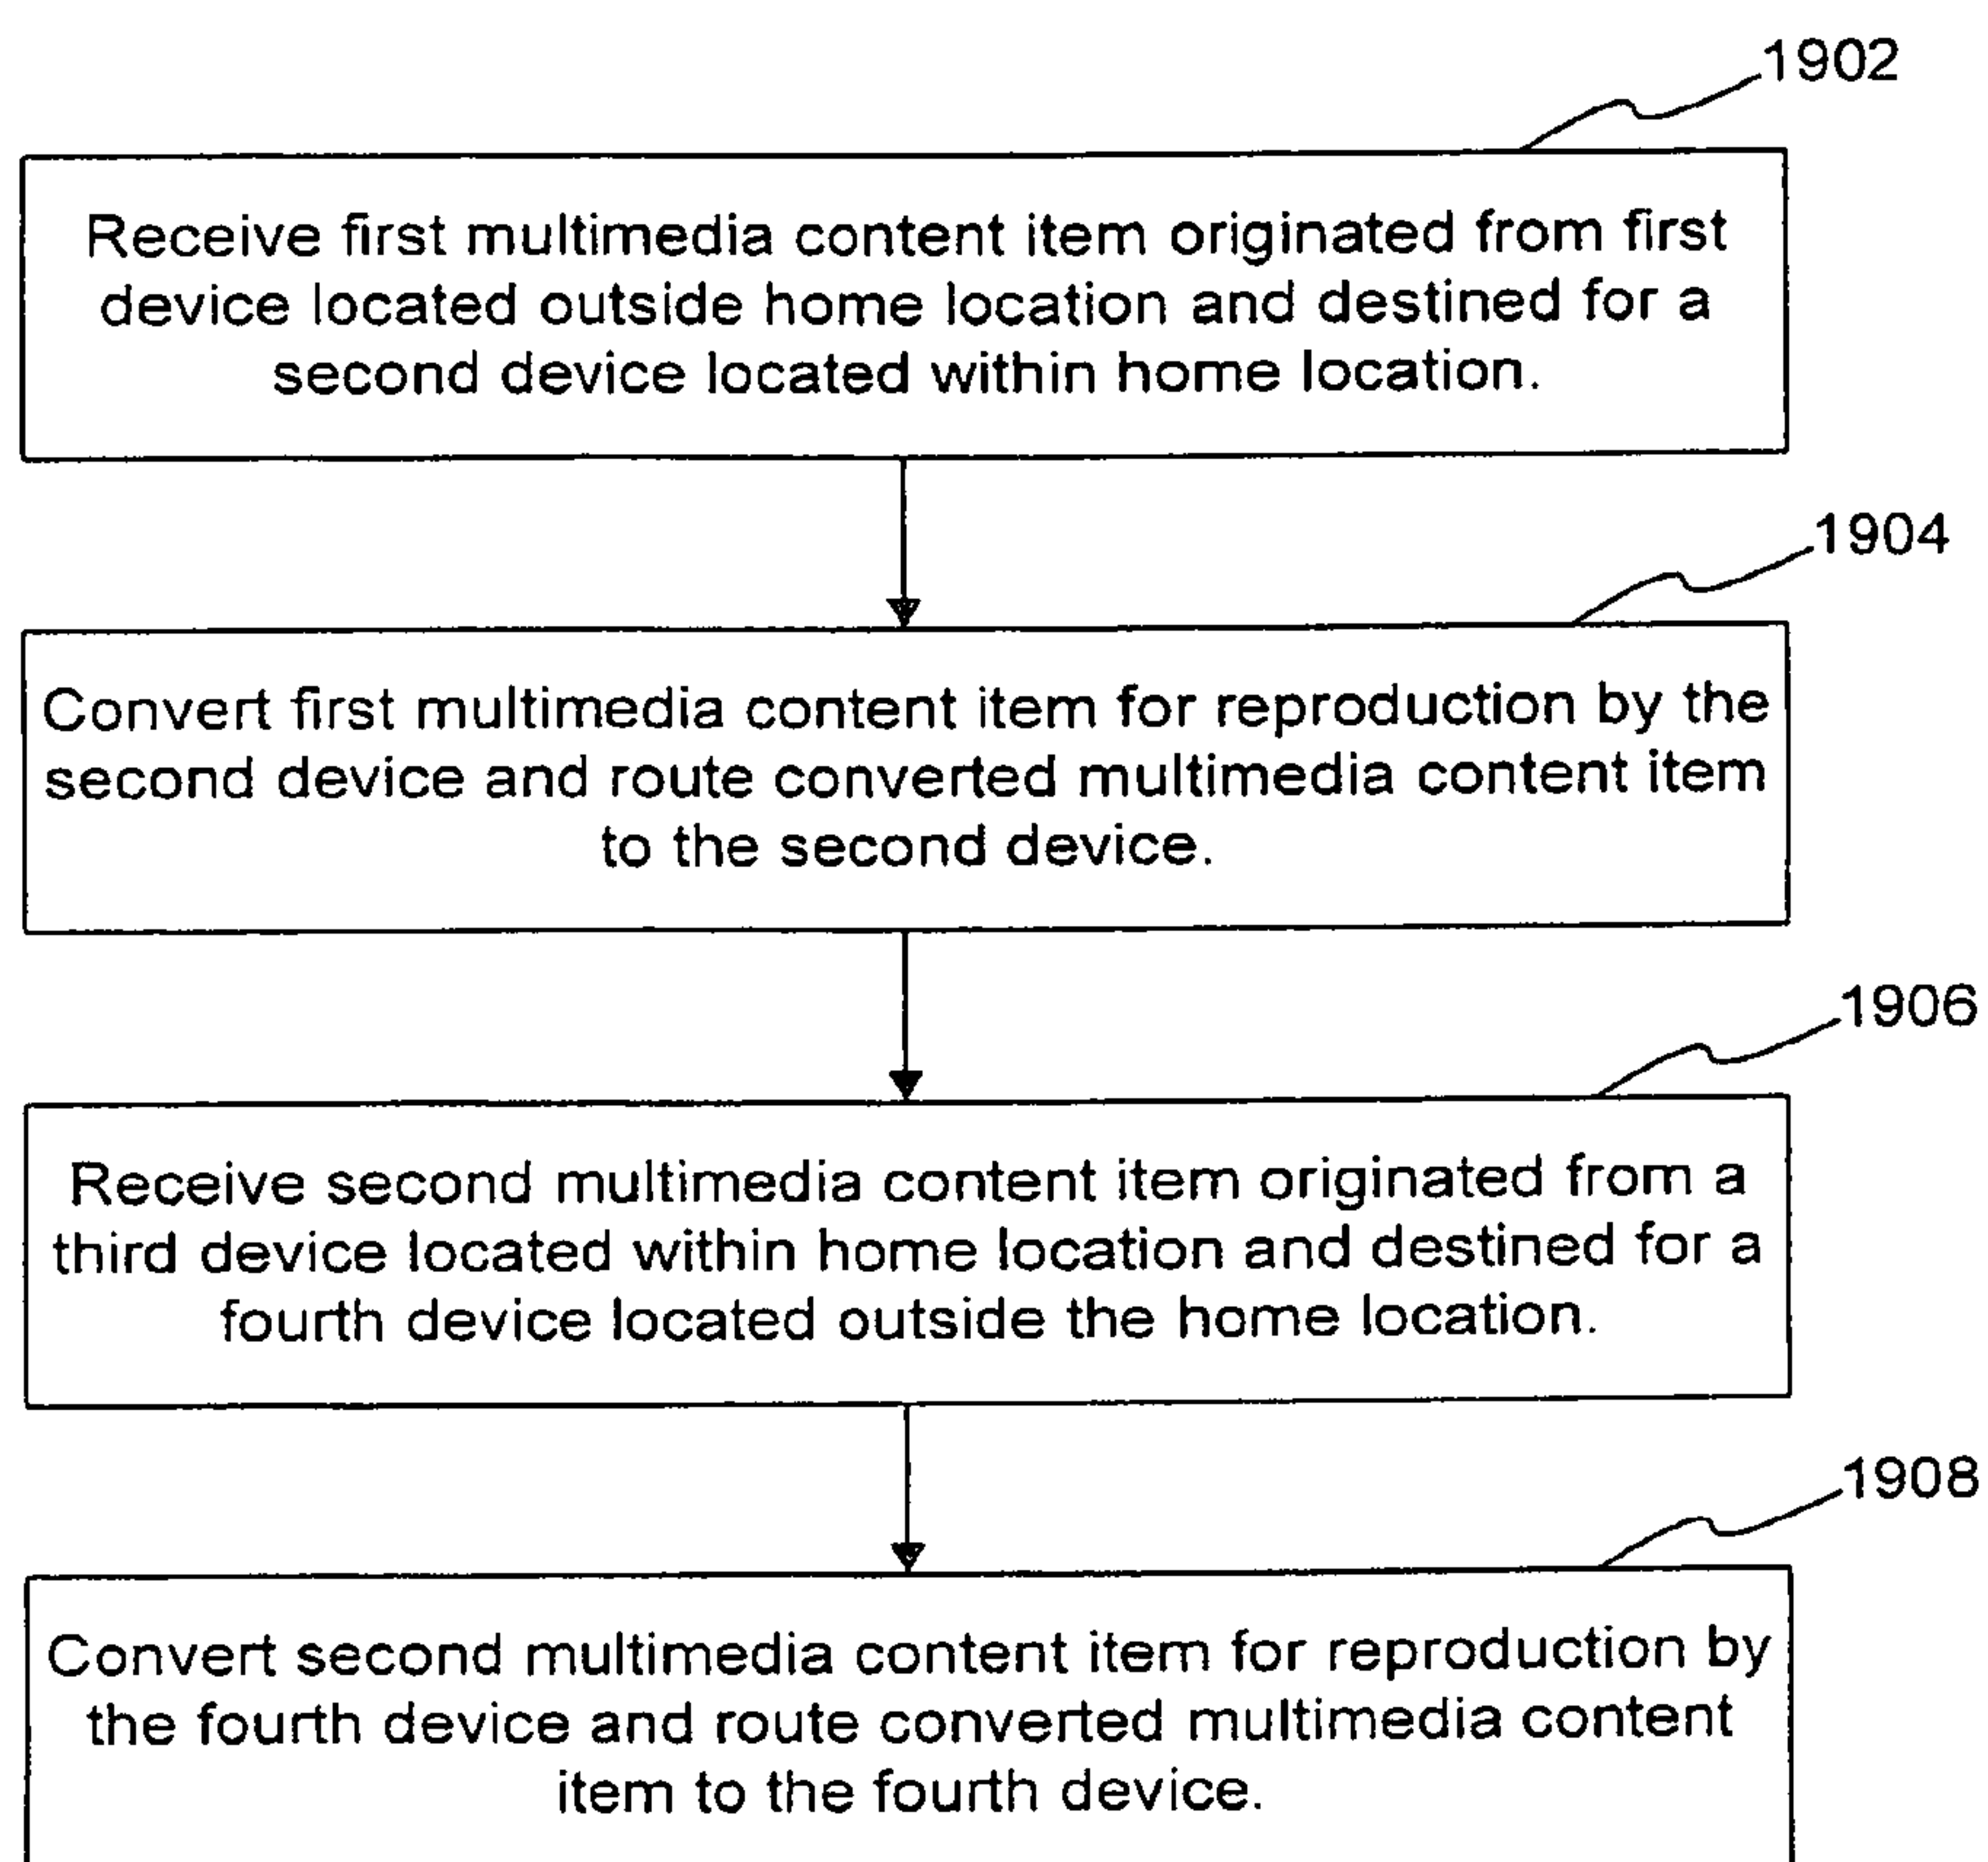 1902
Receive first multimedia content item originated from first
device located outside home location and destined for a
second device located within home location.
1904
Convert first multimedia content item for reproduction by the
second device and route converted multimedia content item
to the second device.
1906
Receive second multimedia content item originated from a
third device located within home location and destined for a
fourth device located outside the home location.
1908
Convert second multimedia content item for reproduction by
the fourth device and route converted multimedia content
item to the fourth device.